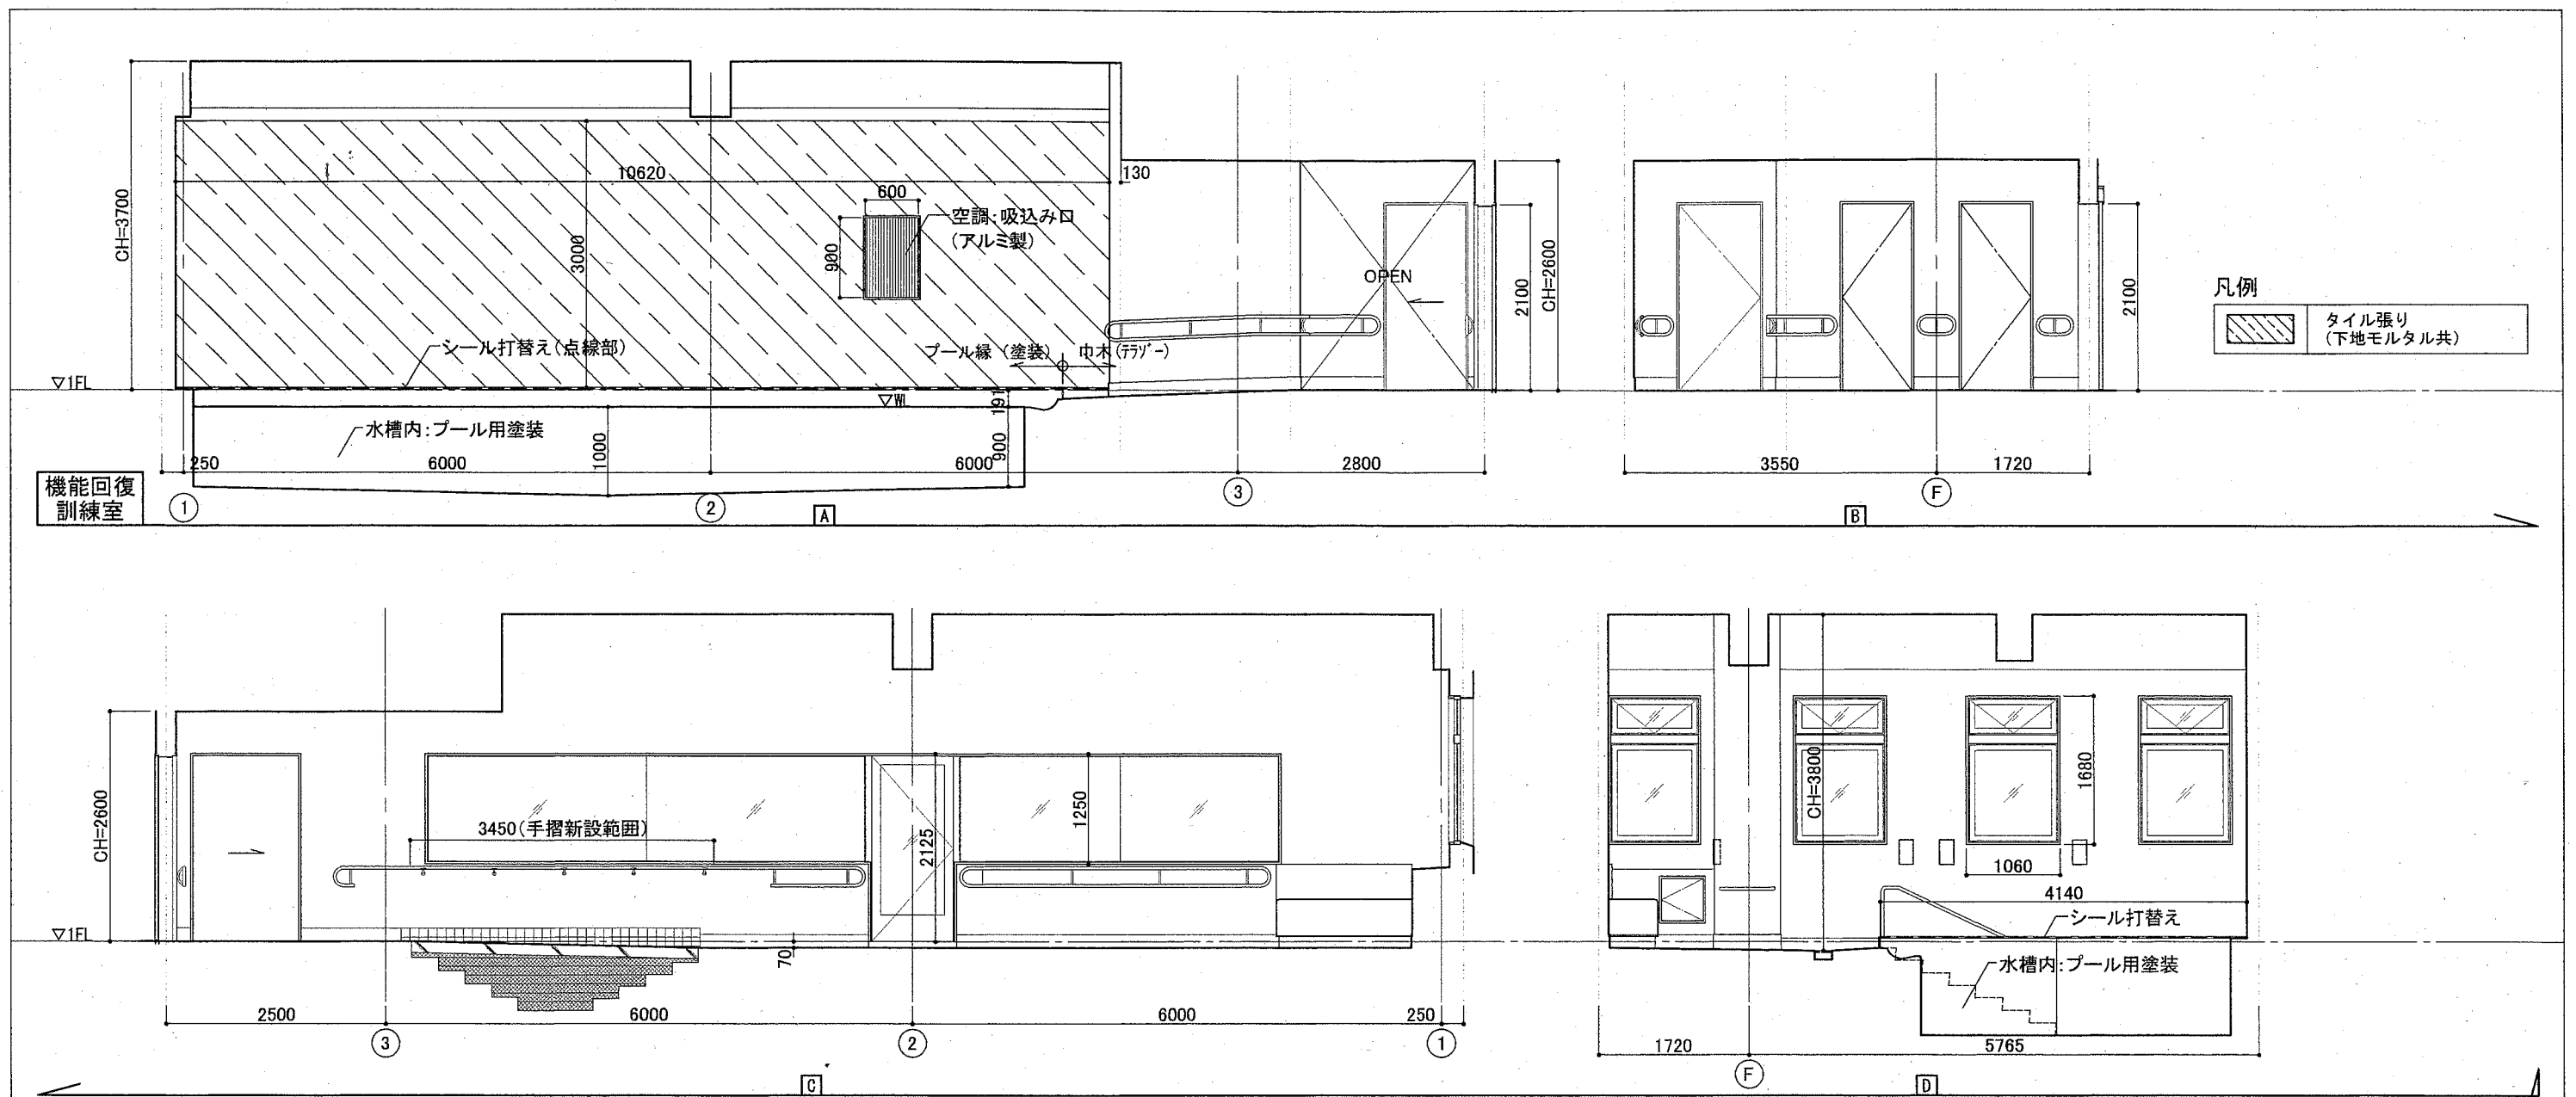 CH=3700
10620
130
600
空調:吸込み口
(アルミ製)
900
3000
OPEN
2100
CH=2600
2100
凡例
タイル張り
(下地モルタル共)
シール打替え(点線部)
プール縁 (塗装)
巾木(テラゾー)
▽1FL
▽WL
191
水槽内:プール用塗装
1000
900
250
6000
6000
2800
3550
1720
機能回復
訓練室
1
2
3
F
A
B
CH=2600
3450(手摺新設範囲)
2125
1250
CH=3800
1680
1060
4140
シール打替え
▽1FL
70
水槽内:プール用塗装
2500
6000
6000
250
3
2
1
1720
5765
F
C
D